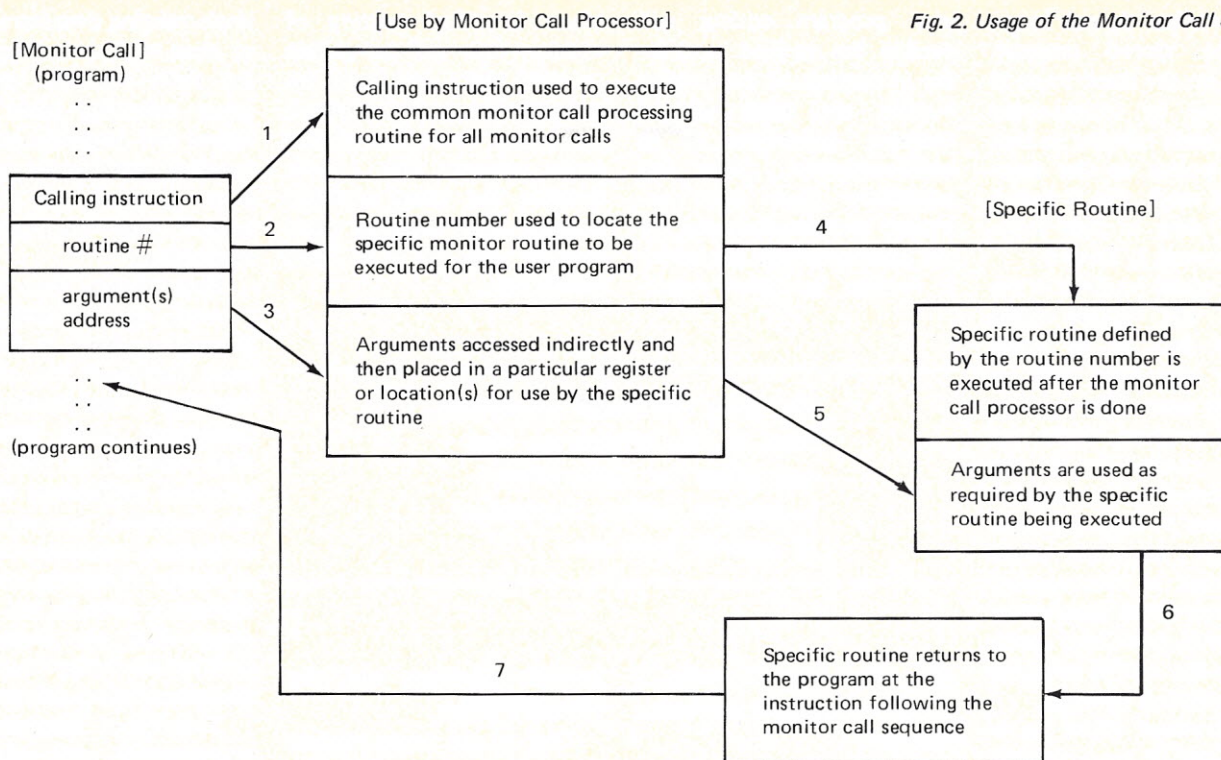 [Use by Monitor Call Processor]
Fig. 2. Usage of the Monitor Call
[Monitor Call]
(program)
. .
. .
. .
Calling instruction
routine #
argument(s)
address
. .
. .
. .
(program continues)
1
2
3
Calling instruction used to execute
the common monitor call processing
routine for all monitor calls
Routine number used to locate the
specific monitor routine to be
executed for the user program
Arguments accessed indirectly and
then placed in a particular register
or location(s) for use by the specific
routine
4
5
[Specific Routine]
Specific routine defined
by the routine number is
executed after the monitor
call processor is done
Arguments are used as
required by the specific
routine being executed
6
Specific routine returns to
the program at the
instruction following the
monitor call sequence
7